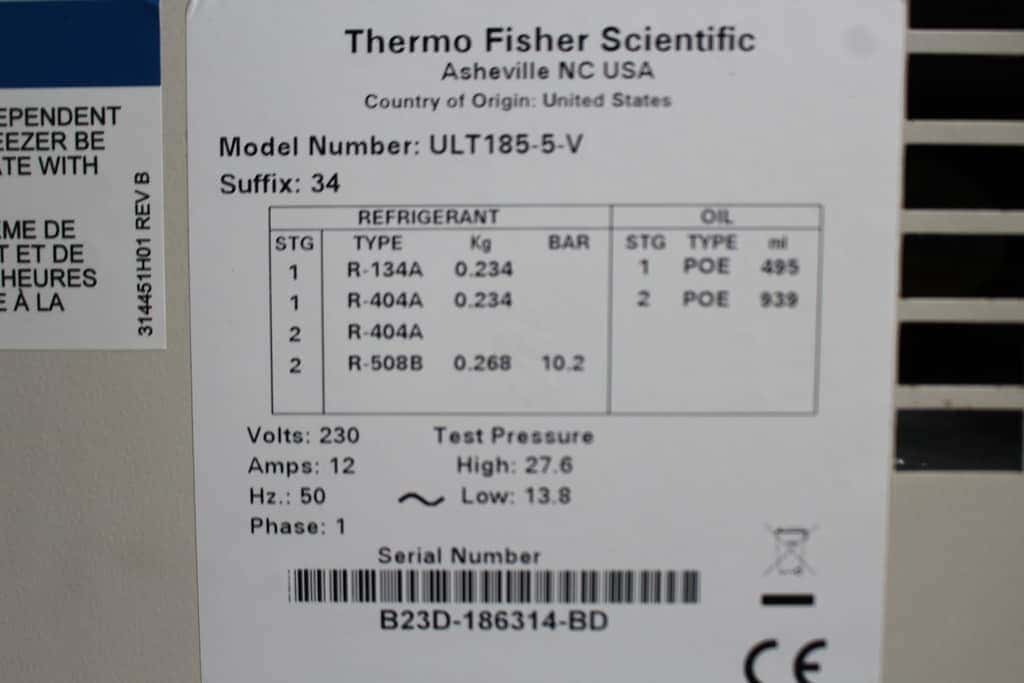 EPENDENT
EEZER BE
TE WITH
ME DE
T ET DE
HEURES
E À LA
314451H01 REV B
Thermo Fisher Scientific
Asheville NC USA
Country of Origin: United States
Model Number: ULT185-5-V
Suffix: 34
REFRIGERANT OIL
STG TYPE Kg BAR STG TYPE ml
1 R-134A 0.234 1 POE 495
1 R-404A 0.234 2 POE 939
2 R-404A
2 R-508B 0.268 10.2
Volts: 230 Test Pressure
Amps: 12 High: 27.6
Hz.: 50 Low: 13.8
Phase: 1
Serial Number
B23D-186314-BD
CE